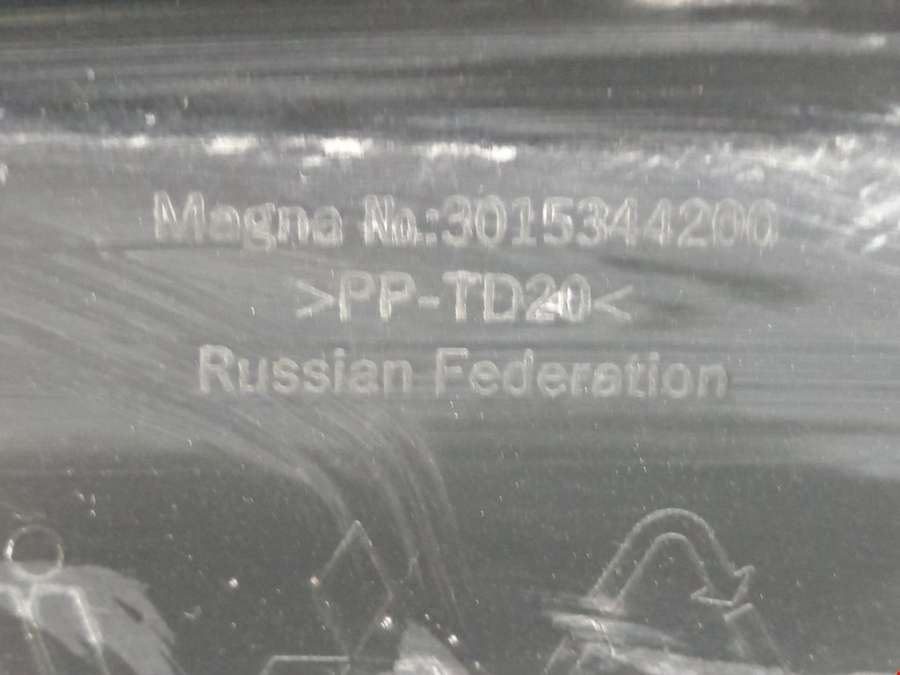 Magna No.:3015344200
>PP-TD20<
Russian Federation